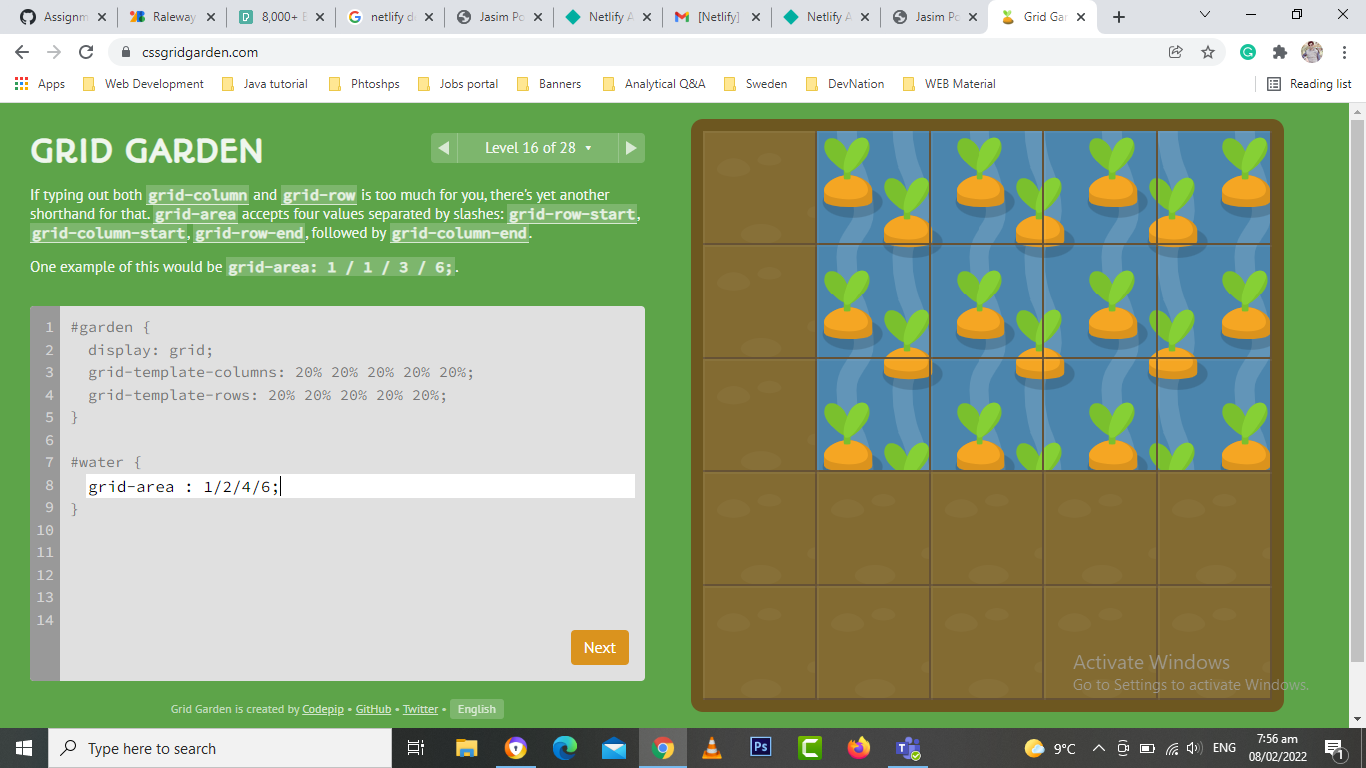 Assignm
Raleway
8,000+ E
netlify d
Jasim Po
Netlify A
[Netlify]
Netlify A
Jasim Po
Grid Gar
cssgridgarden.com
Apps
Web Development
Java tutorial
Phtoshps
Jobs portal
Banners
Analytical Q&A
Sweden
DevNation
WEB Material
Reading list
GRID GARDEN
Level 16 of 28
If typing out both grid-column and grid-row is too much for you, there's yet another
shorthand for that. grid-area accepts four values separated by slashes: grid-row-start,
grid-column-start, grid-row-end, followed by grid-column-end.
One example of this would be grid-area: 1 / 1 / 3 / 6;.
1 #garden {
2 display: grid;
3 grid-template-columns: 20% 20% 20% 20% 20%;
4 grid-template-rows: 20% 20% 20% 20% 20%;
5 }
6
7 #water {
8 grid-area : 1/2/4/6;
9 }
10
11
12
13
14
Next
Activate Windows
Go to Settings to activate Windows.
Grid Garden is created by Codepip • GitHub • Twitter • English
Type here to search
Ps
9°C
ENG
7:56 am
08/02/2022
1